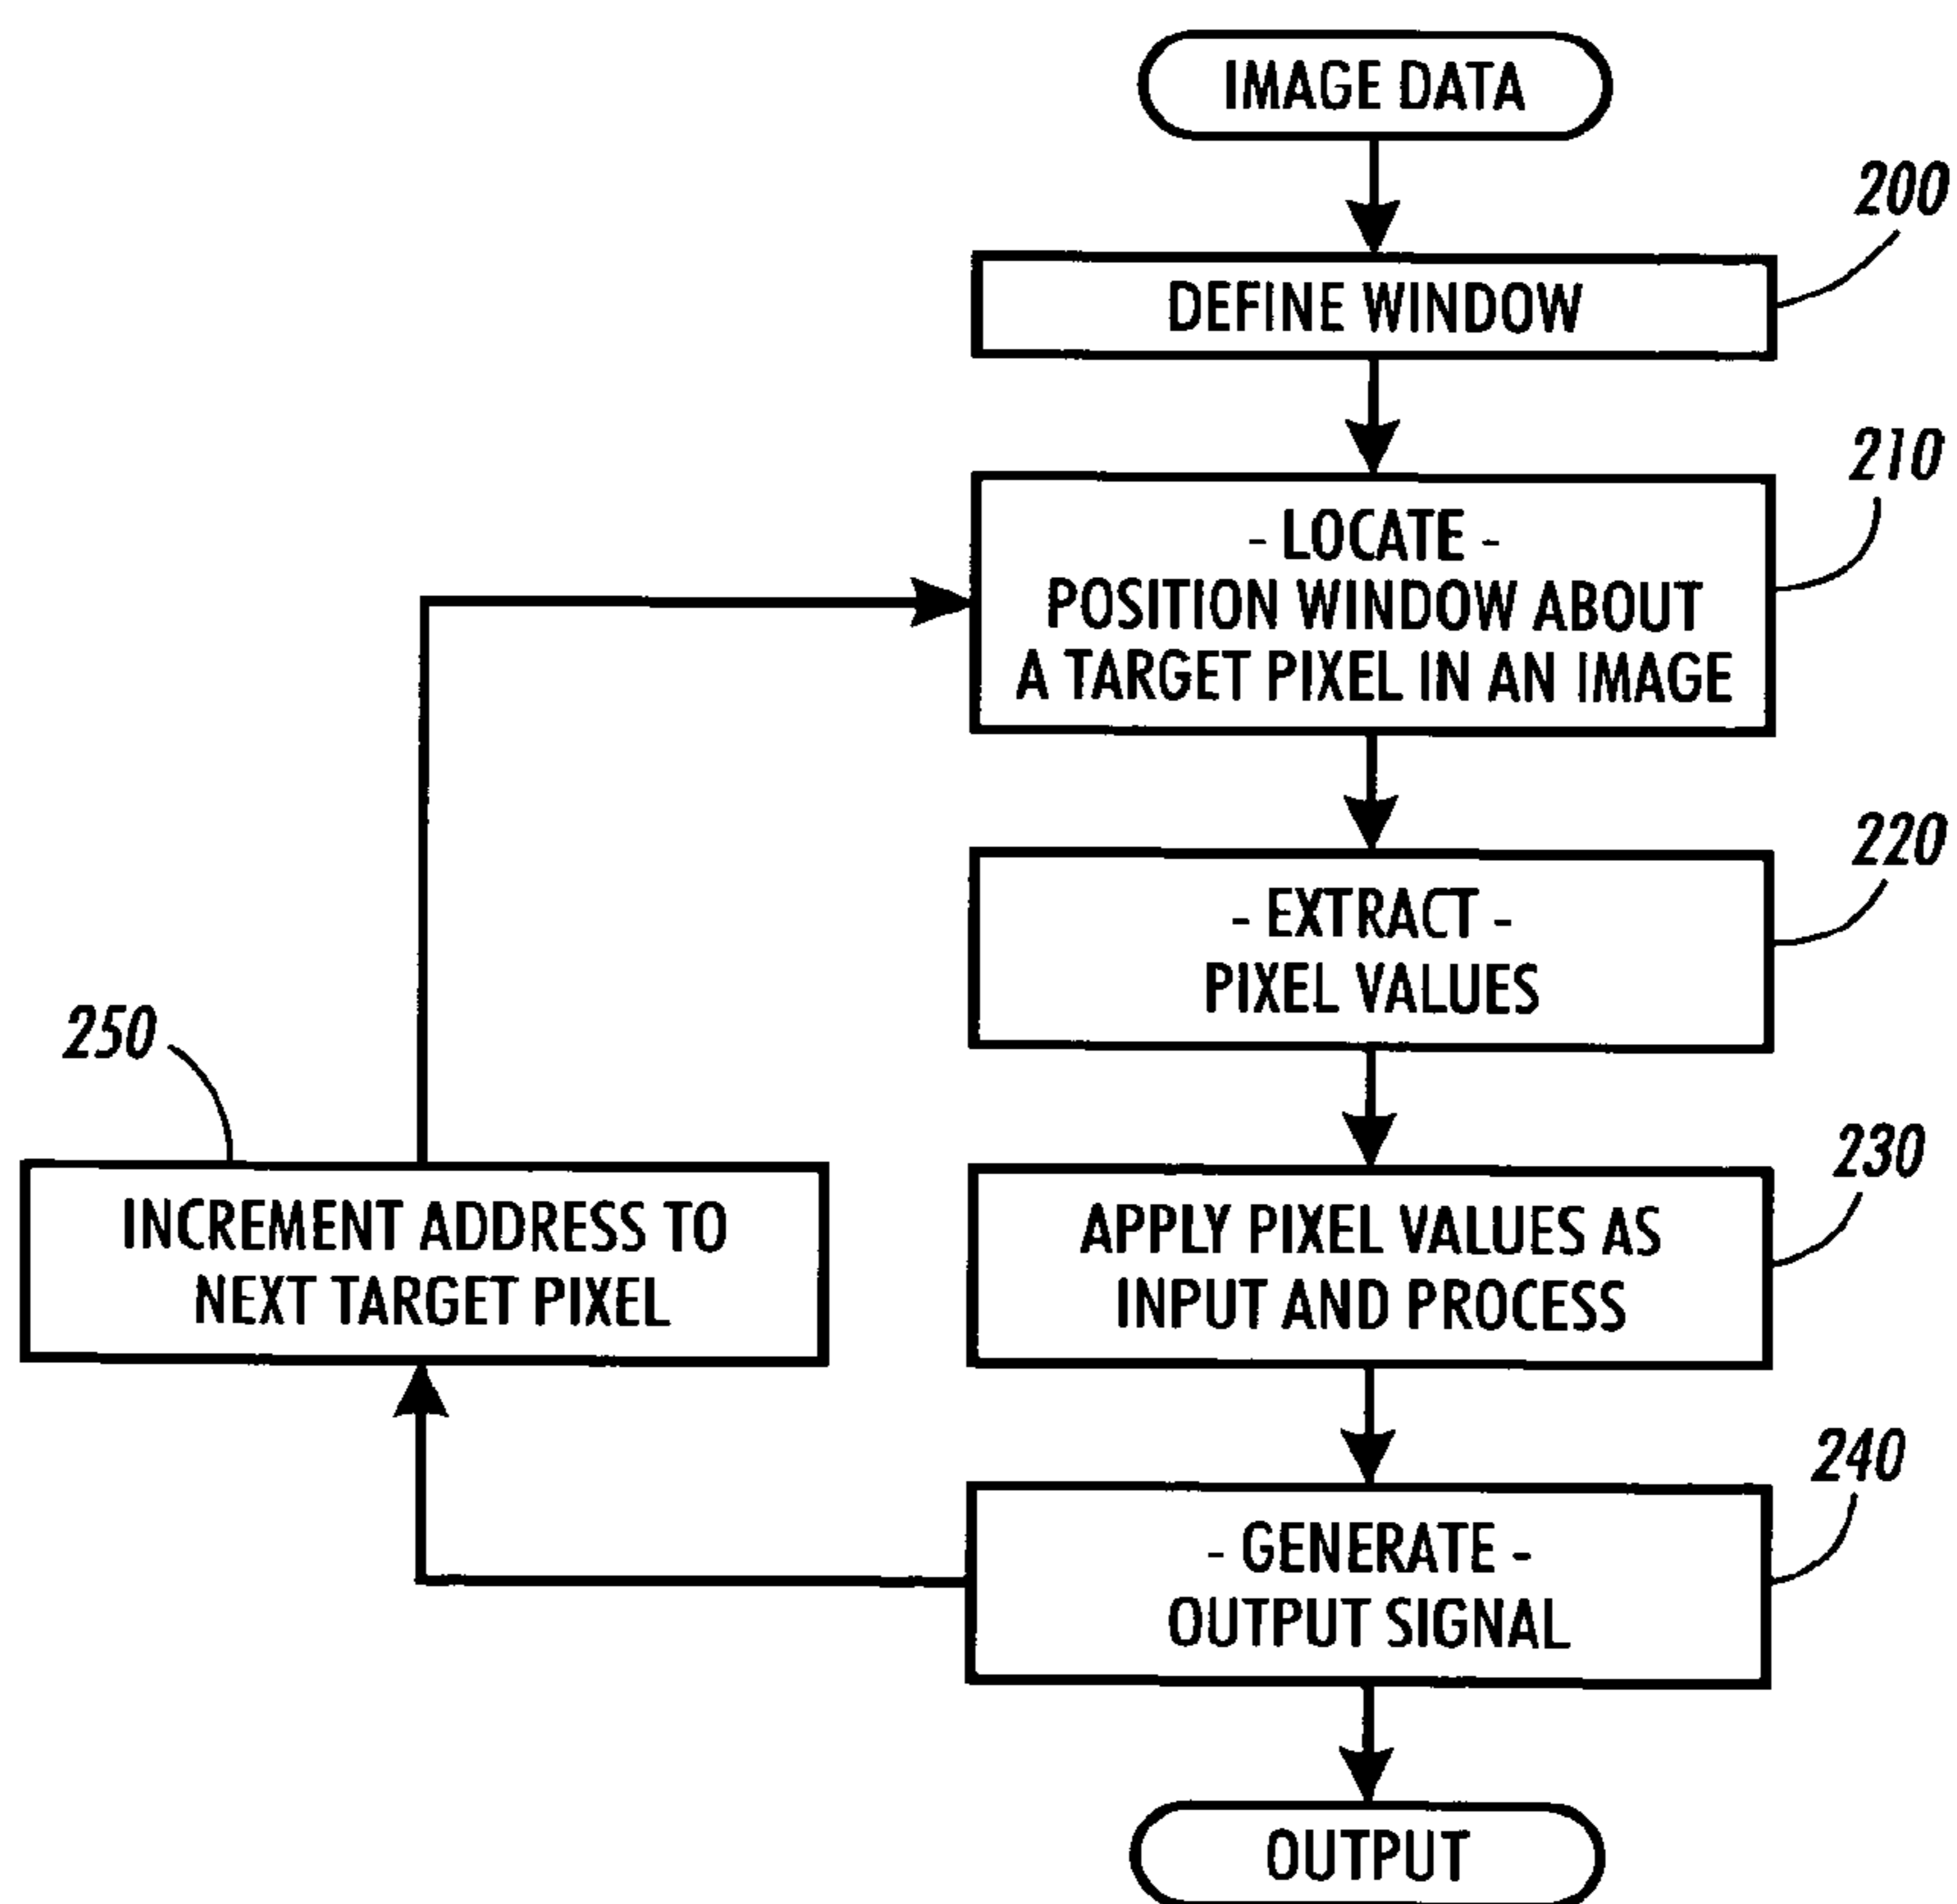 IMAGE DATA
200
DEFINE WINDOW
210
- LOCATE -
POSITION WINDOW ABOUT
A TARGET PIXEL IN AN IMAGE
220
- EXTRACT -
PIXEL VALUES
250
INCREMENT ADDRESS TO
NEXT TARGET PIXEL
230
APPLY PIXEL VALUES AS
INPUT AND PROCESS
240
- GENERATE -
OUTPUT SIGNAL
OUTPUT